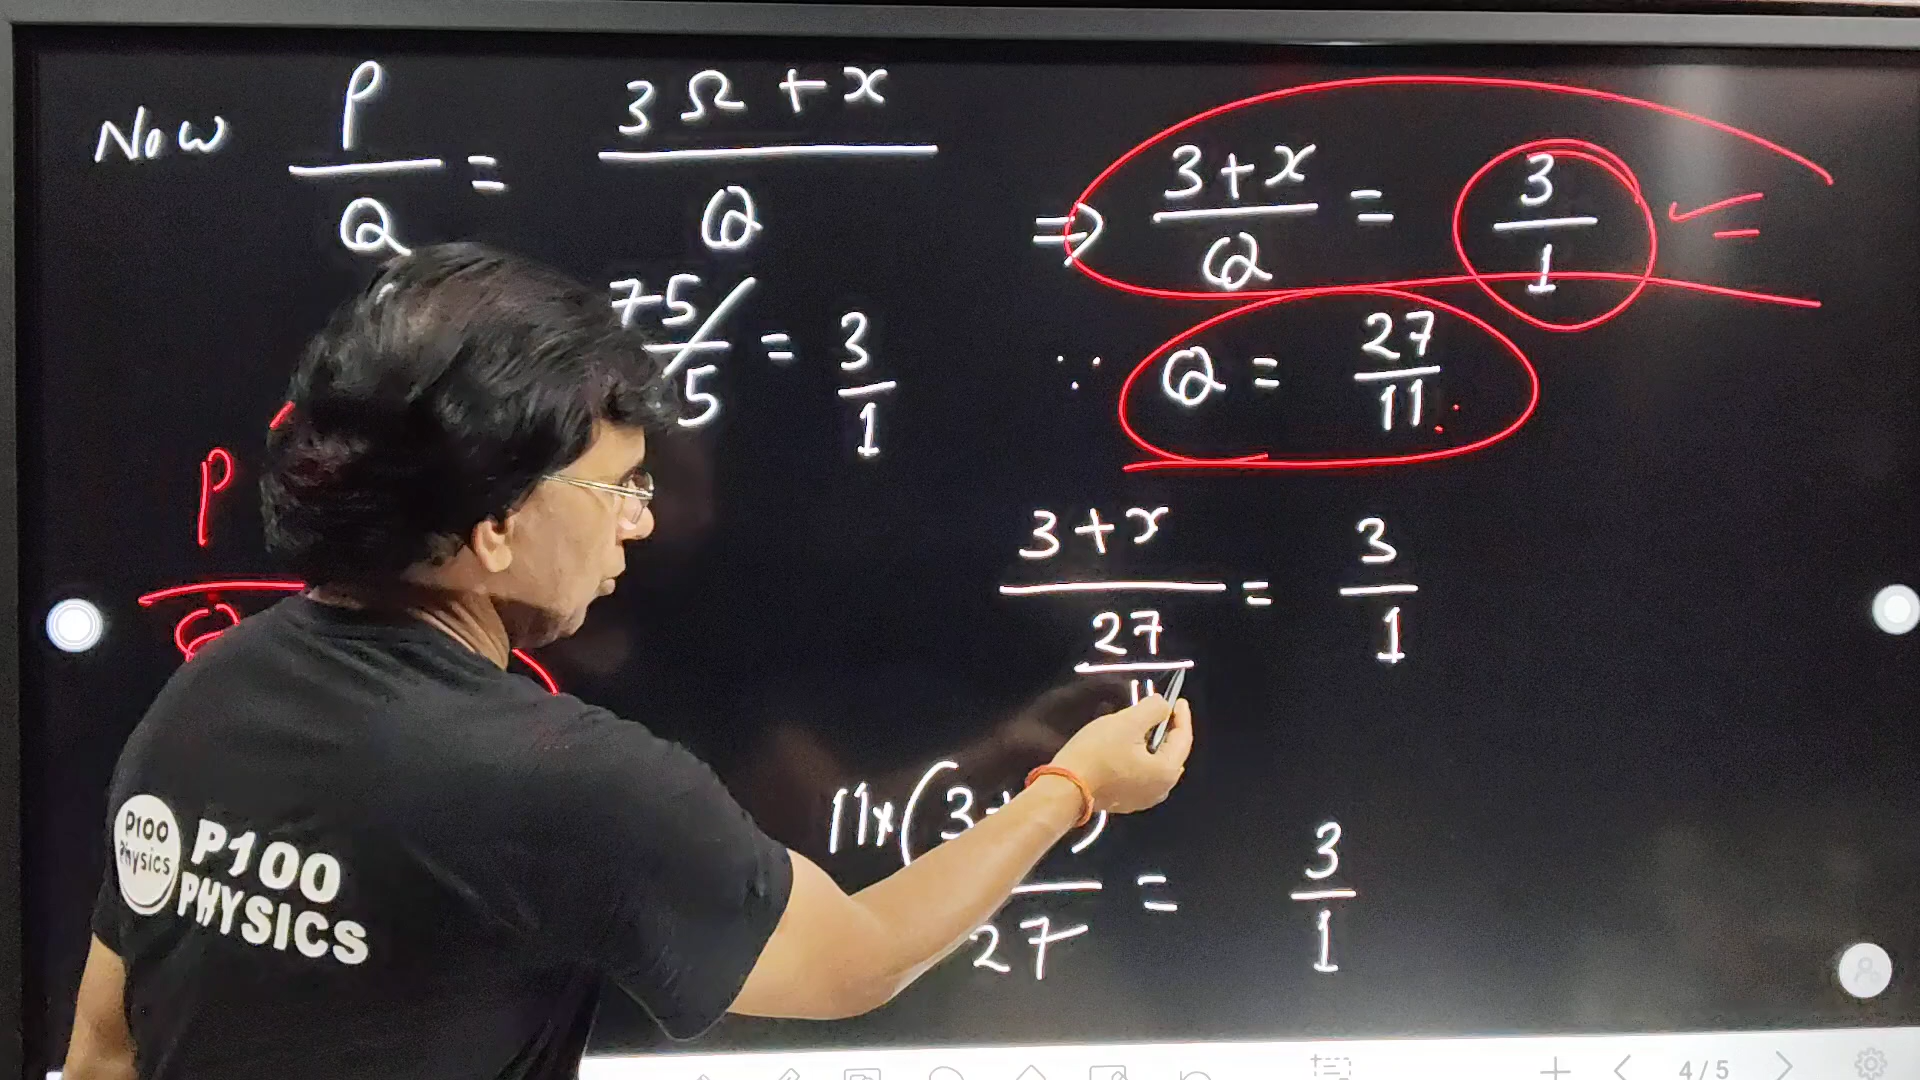 Now P/Q = (3Ω + x)/Q
⇒ (3+x)/Q = 3/1
75/5 = 3/1
∵ Q = 27/11
P
Q
(3+x)/(27/11) = 3/1
11×(3+
27
= 3/1
P100
Physics
P100
PHYSICS
4/5